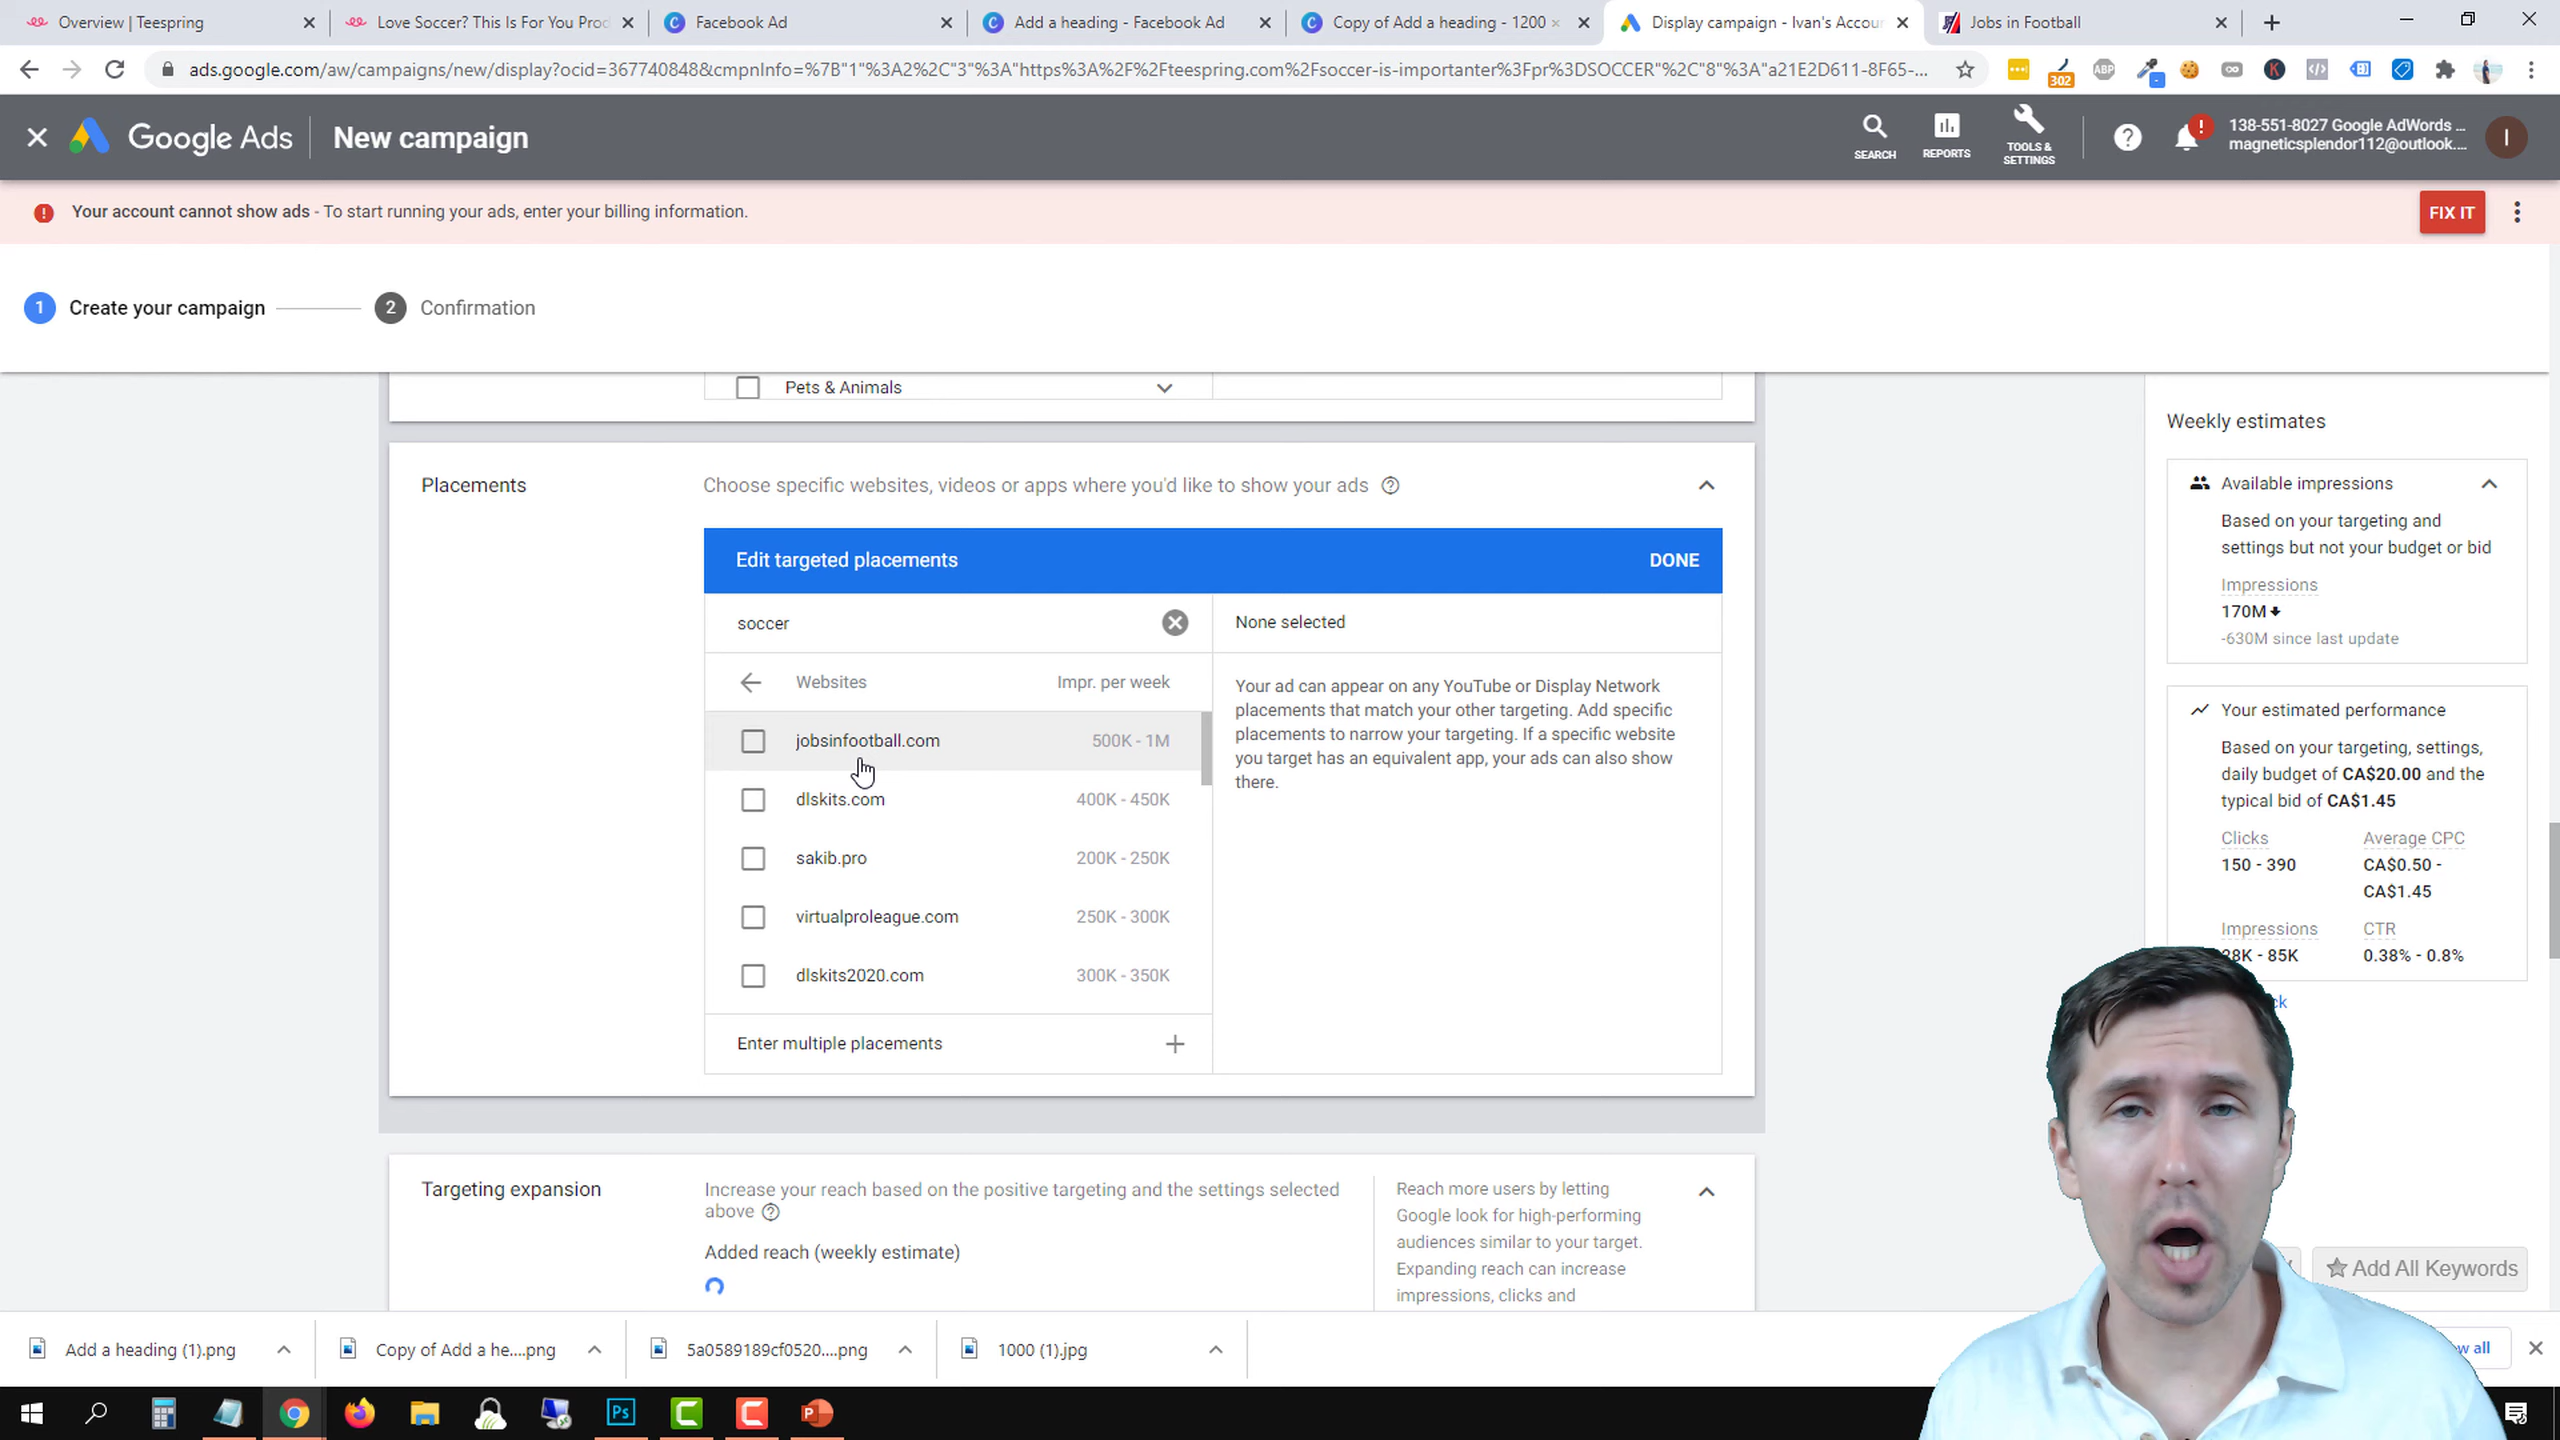 Overview | Teespring
Love Soccer? This Is For You Prod
Facebook Ad
Add a heading - Facebook Ad
Copy of Add a heading - 1200 ×
Display campaign - Ivan's Accoun
Jobs in Football
ads.google.com/aw/campaigns/new/display?ocid=367740848&cmpnInfo=%7B"1"%3A2%2C"3"%3A"https%3A%2F%2Fteespring.com%2Fsoccer-is-importanter%3Fpr%3DSOCCER"%2C"8"%3A"a21E2D611-8F65-...
302
ABP
Google Ads
New campaign
SEARCH
REPORTS
TOOLS &
SETTINGS
138-551-8027 Google AdWords ...
magneticsplendor112@outlook....
I
Your account cannot show ads - To start running your ads, enter your billing information.
FIX IT
1 Create your campaign
2 Confirmation
Pets & Animals
Placements
Choose specific websites, videos or apps where you'd like to show your ads
Edit targeted placements
DONE
soccer
None selected
Websites
Impr. per week
jobsinfootball.com 500K - 1M
dlskits.com 400K - 450K
sakib.pro 200K - 250K
virtualproleague.com 250K - 300K
dlskits2020.com 300K - 350K
Enter multiple placements
Your ad can appear on any YouTube or Display Network
placements that match your other targeting. Add specific
placements to narrow your targeting. If a specific website
you target has an equivalent app, your ads can also show
there.
Targeting expansion
Increase your reach based on the positive targeting and the settings selected
above
Added reach (weekly estimate)
Reach more users by letting
Google look for high-performing
audiences similar to your target.
Expanding reach can increase
impressions, clicks and
Weekly estimates
Available impressions
Based on your targeting and
settings but not your budget or bid
Impressions
170M
-630M since last update
Your estimated performance
Based on your targeting, settings,
daily budget of CA$20.00 and the
typical bid of CA$1.45
Clicks
Average CPC
150 - 390
CA$0.50 -
CA$1.45
Impressions
CTR
28K - 85K
0.38% - 0.8%
Add All Keywords
Add a heading (1).png
Copy of Add a he....png
5a0589189cf0520....png
1000 (1).jpg
all
Ps